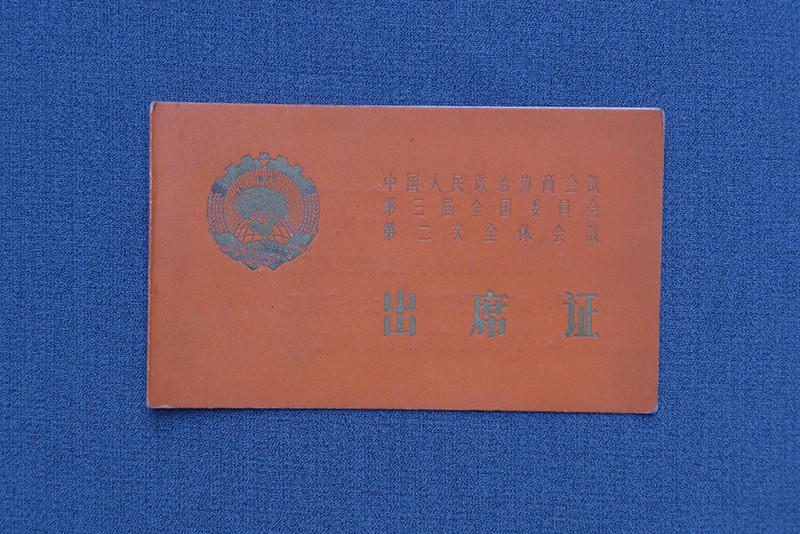 中国人民政治协商会议
第三届全国委員会
第二次全体会议
出席证